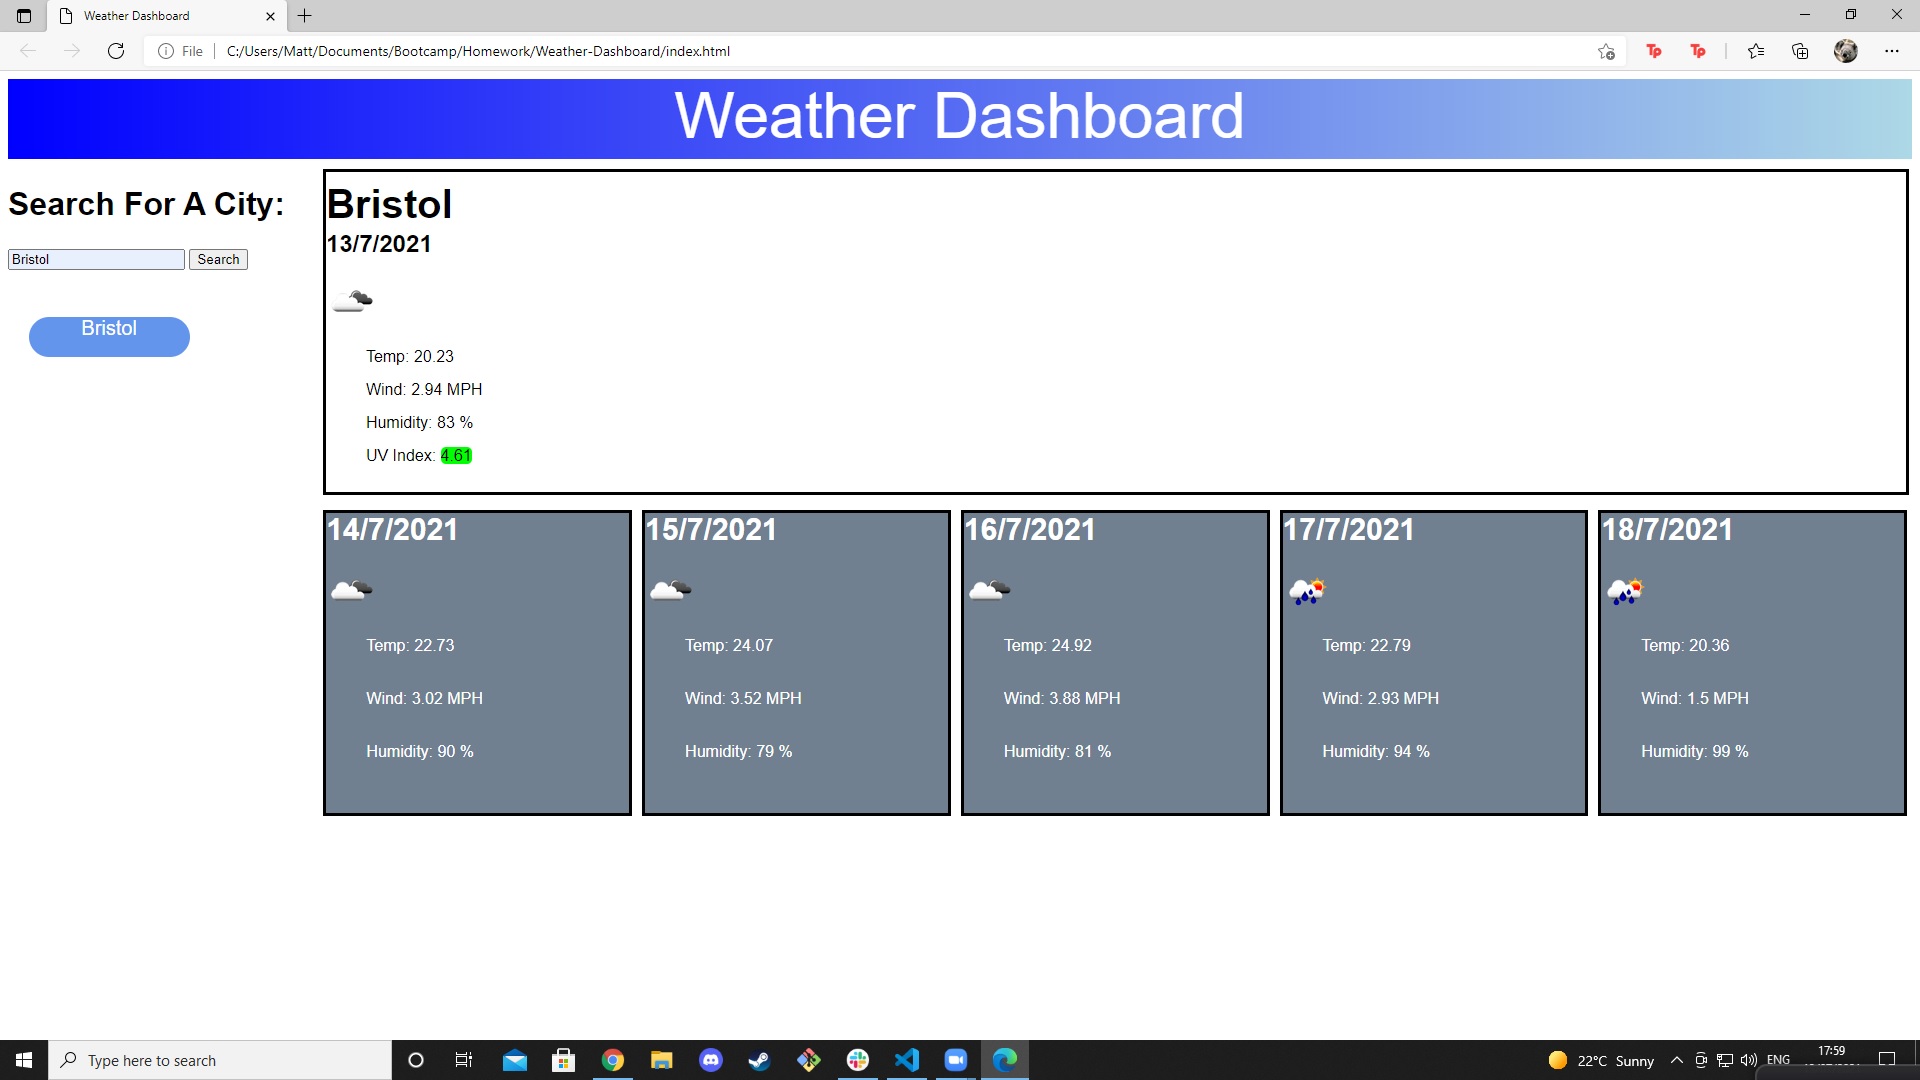 Weather Dashboard
File
C:/Users/Matt/Documents/Bootcamp/Homework/Weather-Dashboard/index.html
Tp
Tp
Weather Dashboard
Search For A City:
Bristol
Search
Bristol
Bristol
13/7/2021
Temp: 20.23
Wind: 2.94 MPH
Humidity: 83 %
UV Index: 4.61
14/7/2021
Temp: 22.73
Wind: 3.02 MPH
Humidity: 90 %
15/7/2021
Temp: 24.07
Wind: 3.52 MPH
Humidity: 79 %
16/7/2021
Temp: 24.92
Wind: 3.88 MPH
Humidity: 81 %
17/7/2021
Temp: 22.79
Wind: 2.93 MPH
Humidity: 94 %
18/7/2021
Temp: 20.36
Wind: 1.5 MPH
Humidity: 99 %
Type here to search
22°C Sunny
ENG
17:59